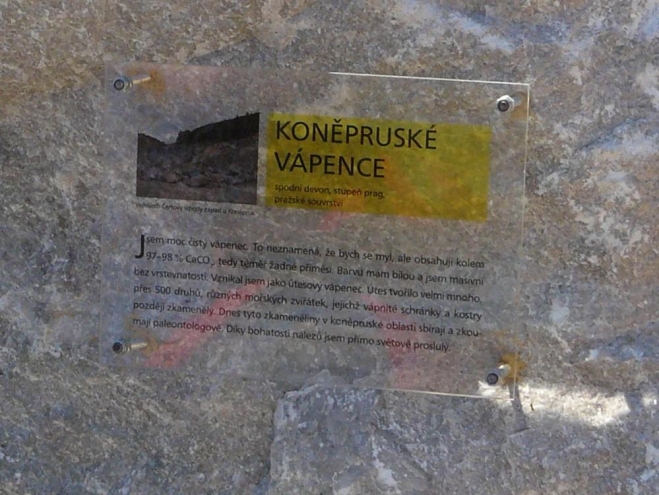 KONĚPRUSKÉ
VÁPENCE
spodní devon, stupeň prag,
pražské souvrství
Jsem moc čistý vápenec. To neznamená, že bych se myl, ale obsahuji kolem
97–98 % CaCO3, tedy téměř žádné příměsi. Barvu mám bílou a jsem masivní
bez vrstevnatosti. Vznikal jsem jako útesový vápenec. Útes tvořilo velmi mnoho,
přes 500 druhů, různých mořských zvířátek, jejichž vápnité schránky a kostry
později zkameněly. Dnes tyto zkameněliny v koněpruské oblasti sbírají a zkou-
mají paleontologové. Díky bohatosti nálezů jsem přímo světově proslulý.